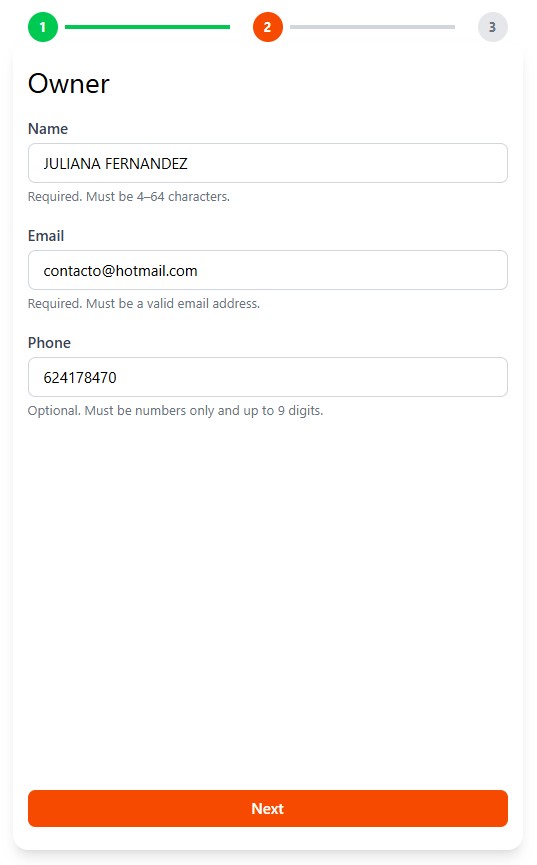 1 2 3
Owner
Name
JULIANA FERNANDEZ
Required. Must be 4–64 characters.
Email
contacto@hotmail.com
Required. Must be a valid email address.
Phone
624178470
Optional. Must be numbers only and up to 9 digits.
Next